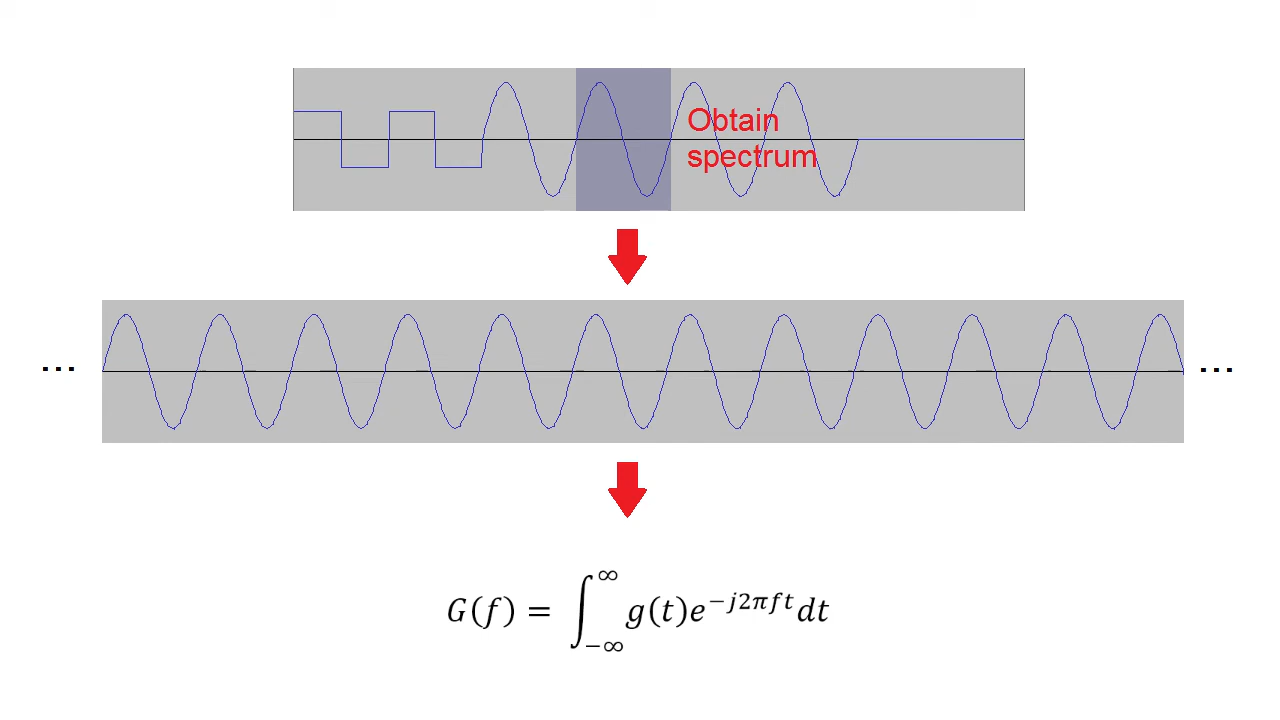 Obtain
spectrum
... ...
G(f) = ∫_{-∞}^{∞} g(t)e^{-j2πft}dt